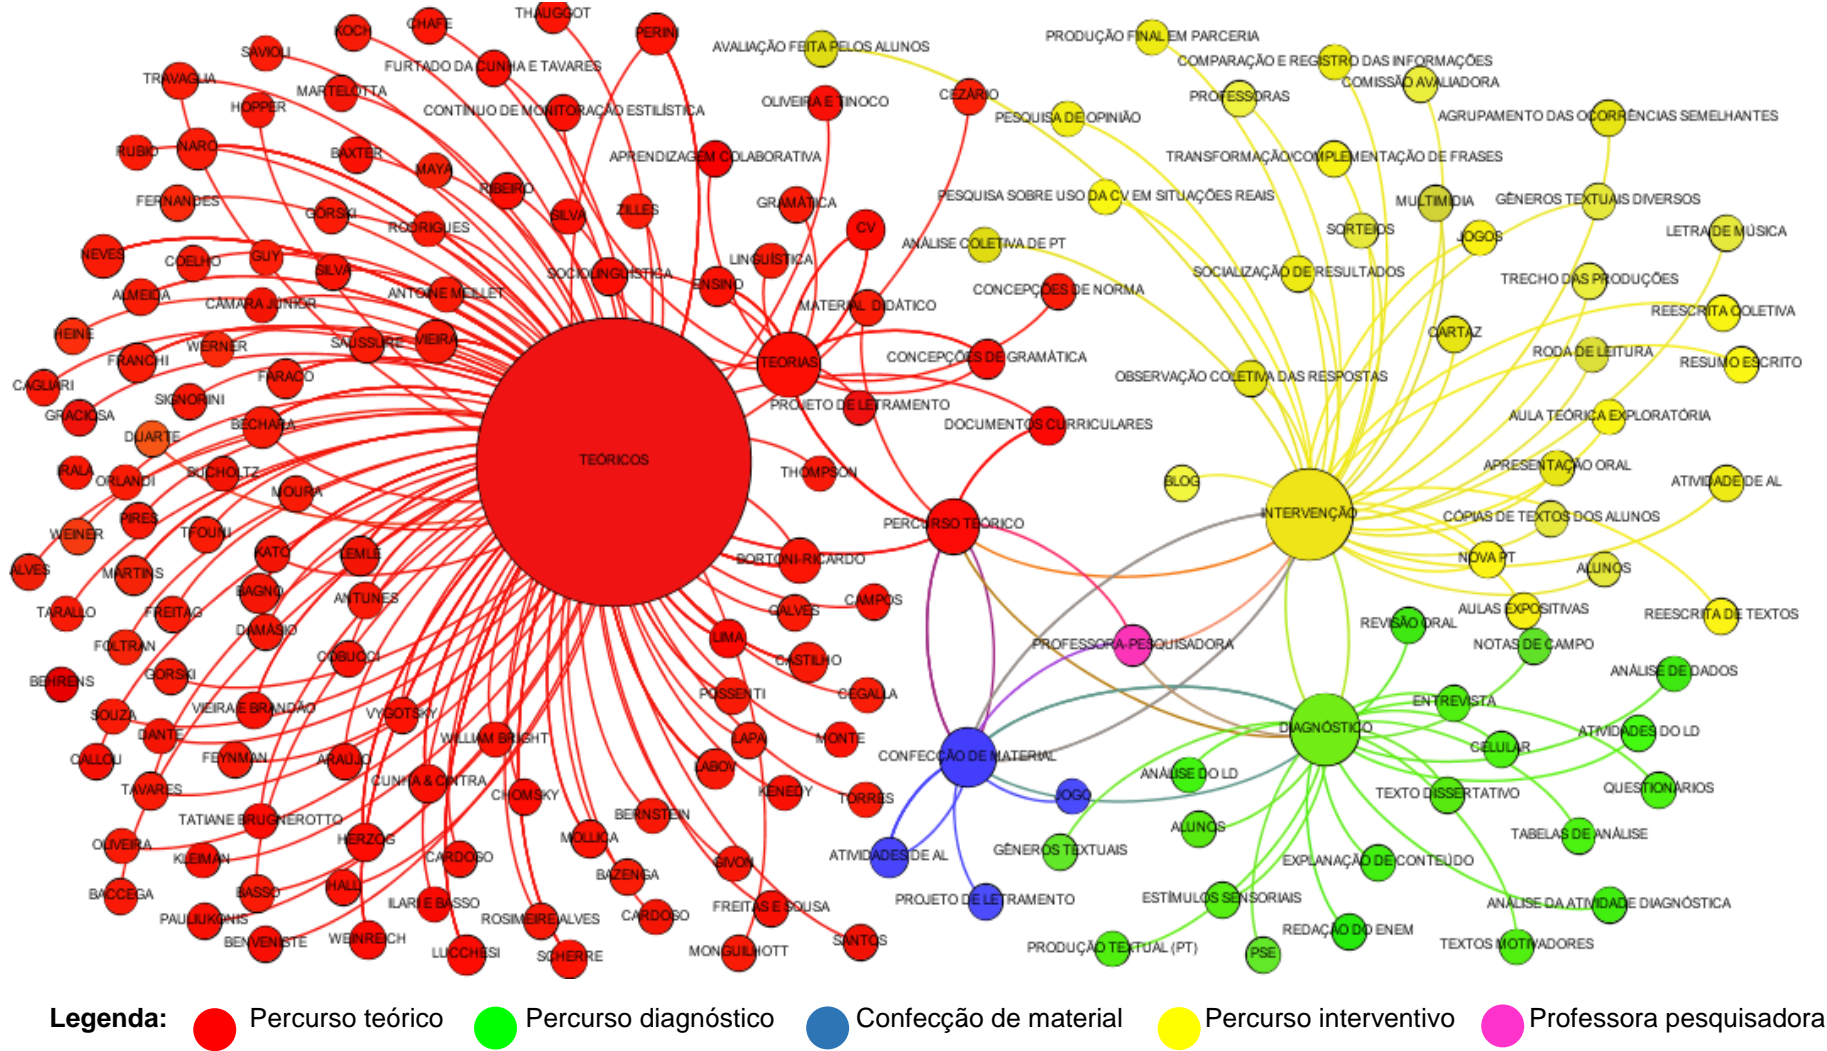 THAUGGOT
KOCH
CHAFE
PERINI
SAVIOLI
AVALIAÇÃO FEITA PELOS ALUNOS
PRODUÇÃO FINAL EM PARCERIA
FURTADO DA CUNHA E TAVARES
COMPARAÇÃO E REGISTRO DAS INFORMAÇÕES
TRAVAGLIA
COMISSÃO AVALIADORA
MARTELOTTA
HOPPER
CONTÍNUO DE MONITORAÇÃO ESTILÍSTICA
OLIVEIRA E TINOCO
CEZÁRIO
PROFESSORAS
PESQUISA DE OPINIÃO
AGRUPAMENTO DAS OCORRÊNCIAS SEMELHANTES
RUBIO
NARO
BAXTER
MAYA
APRENDIZAGEM COLABORATIVA
TRANSFORMAÇÃO/COMPLEMENTAÇÃO DE FRASES
RIBEIRO
FERNANDES
GÖRSKI
SILVA
ZILLES
GRAMÁTICA
PESQUISA SOBRE USO DA CV EM SITUAÇÕES REAIS
MULTIMIDIA
GÊNEROS TEXTUAIS DIVERSOS
RODRIGUES
CV
SORTEIOS
JOGOS
LETRA DE MÚSICA
ANÁLISE COLETIVA DE PT
NEVES
COELHO
GUY
SILVA
SOCIOLINGUÍSTICA
LINGUÍSTICA
ENSINO
SOCIALIZAÇÃO DE RESULTADOS
TRECHO DAS PRODUÇÕES
ALMEIDA
CÂMARA JÚNIOR
ANTOINE MEILLET
MATERIAL DIDÁTICO
CONCEPÇÕES DE NORMA
REESCRITA COLETIVA
HEINE
FRANCHI
WERNER
SAUSSURE
VIEIRA
TEORIAS
CONCEPÇÕES DE GRAMÁTICA
CARTAZ
RODA DE LEITURA
RESUMO ESCRITO
CAGLIARI
FARACO
OBSERVAÇÃO COLETIVA DAS RESPOSTAS
GRACIOSA
SIGNORINI
PROJETO DE LETRAMENTO
AULA TEÓRICA EXPLORATÓRIA
DUARTE
BECHARA
DOCUMENTOS CURRICULARES
TEÓRICOS
IRALA
ORLANDI
BUCHOLTZ
THOMPSON
BLOG
APRESENTAÇÃO ORAL
ATIVIDADE DE AL
MOURA
INTERVENÇÃO
CÓPIAS DE TEXTOS DOS ALUNOS
PIRES
WEINER
TFOUNI
PERCURSO TEÓRICO
KATO
LEMLE
BORTONI-RICARDO
NOVA PT
ALUNOS
ALVES
MARTINS
BAGNO
ANTUNES
CAMPOS
TARALLO
FREITAG
GALVES
AULAS EXPOSITIVAS
REESCRITA DE TEXTOS
DAMÁSIO
LIMA
REVISÃO ORAL
FOLTRAN
COBUCCI
CASTILHO
PROFESSORA-PESQUISADORA
NOTAS DE CAMPO
BEHRENS
GORSKI
POSSENTI
CEGALLA
ANÁLISE DE DADOS
SOUZA
VIEIRA E BRANDÃO
VYGOTSKY
ENTREVISTA
DANTE
WILLIAM BRIGHT
LAPA
MONTE
DIAGNÓSTICO
ATIVIDADES DO LD
CALLOU
FEYNMAN
ARAÚJO
LABOV
CONFECÇÃO DE MATERIAL
CELULAR
TAVARES
CUNHA & CINTRA
CHOMSKY
KENEDY
TORRES
JOGO
ANÁLISE DO LD
TEXTO DISSERTATIVO
QUESTIONÁRIOS
TATIANE BRUGNEROTTO
BERNSTEIN
OLIVEIRA
HERZOG
MOLLICA
ALUNOS
TABELAS DE ANÁLISE
KLEIMAN
CARDOSO
GIVON
ATIVIDADES DE AL
GÊNEROS TEXTUAIS
EXPLANAÇÃO DE CONTEÚDO
BACCEGA
BASSO
HALL
BAZENGA
PROJETO DE LETRAMENTO
ESTÍMULOS SENSORIAIS
ANÁLISE DA ATIVIDADE DIAGNÓSTICA
PAULIUKONIS
ILARI E BASSO
ROSIMEIRE ALVES
CARDOSO
FREITAS E SOUSA
REDAÇÃO DO ENEM
BENVENISTE
WEINREICH
LUCCHESI
SCHERRE
MONGUILHOTT
SANTOS
PRODUÇÃO TEXTUAL (PT)
PSE
TEXTOS MOTIVADORES
Legenda: Percurso teórico Percurso diagnóstico Confecção de material Percurso interventivo Professora pesquisadora